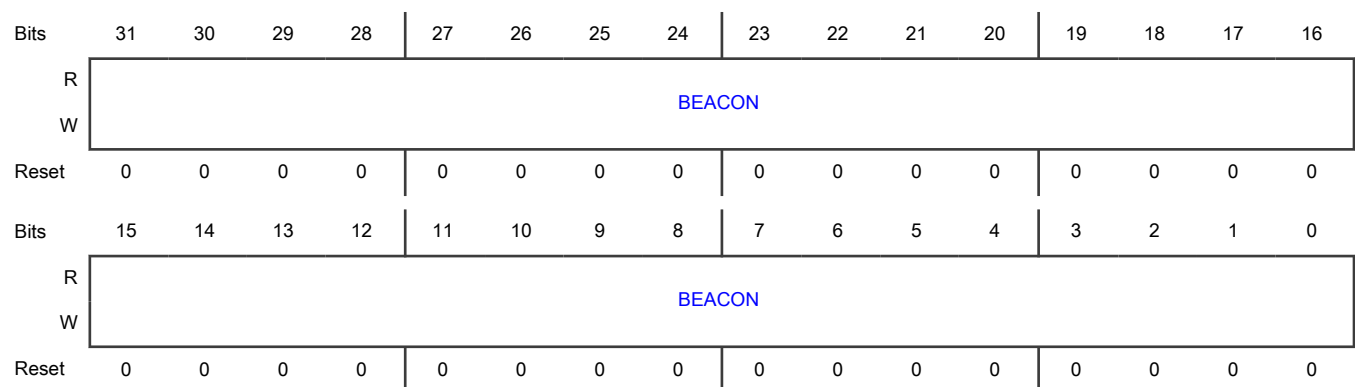 Bits 31 30 29 28 27 26 25 24 23 22 21 20 19 18 17 16
R
BEACON
W
Reset 0 0 0 0 0 0 0 0 0 0 0 0 0 0 0 0
Bits 15 14 13 12 11 10 9 8 7 6 5 4 3 2 1 0
R
BEACON
W
Reset 0 0 0 0 0 0 0 0 0 0 0 0 0 0 0 0